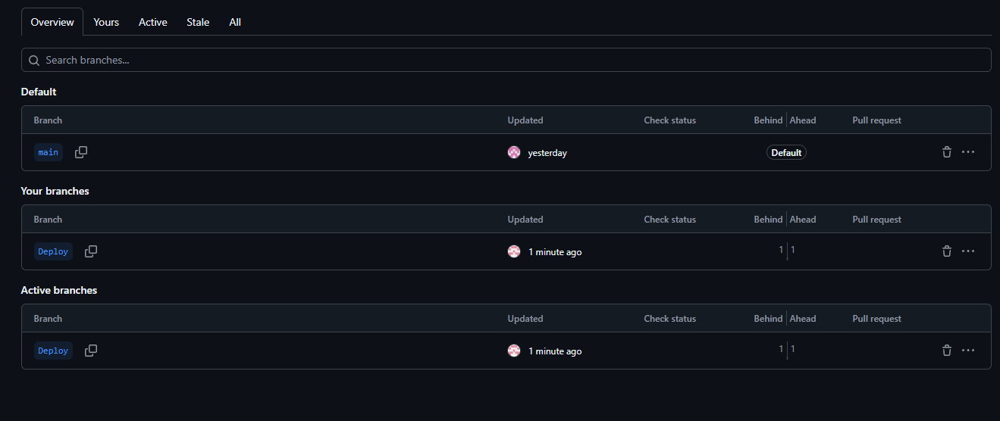 Overview Yours Active Stale All
Search branches...
Default
Branch Updated Check status Behind Ahead Pull request
main yesterday Default
Your branches
Branch Updated Check status Behind Ahead Pull request
Deploy 1 minute ago 1 1
Active branches
Branch Updated Check status Behind Ahead Pull request
Deploy 1 minute ago 1 1